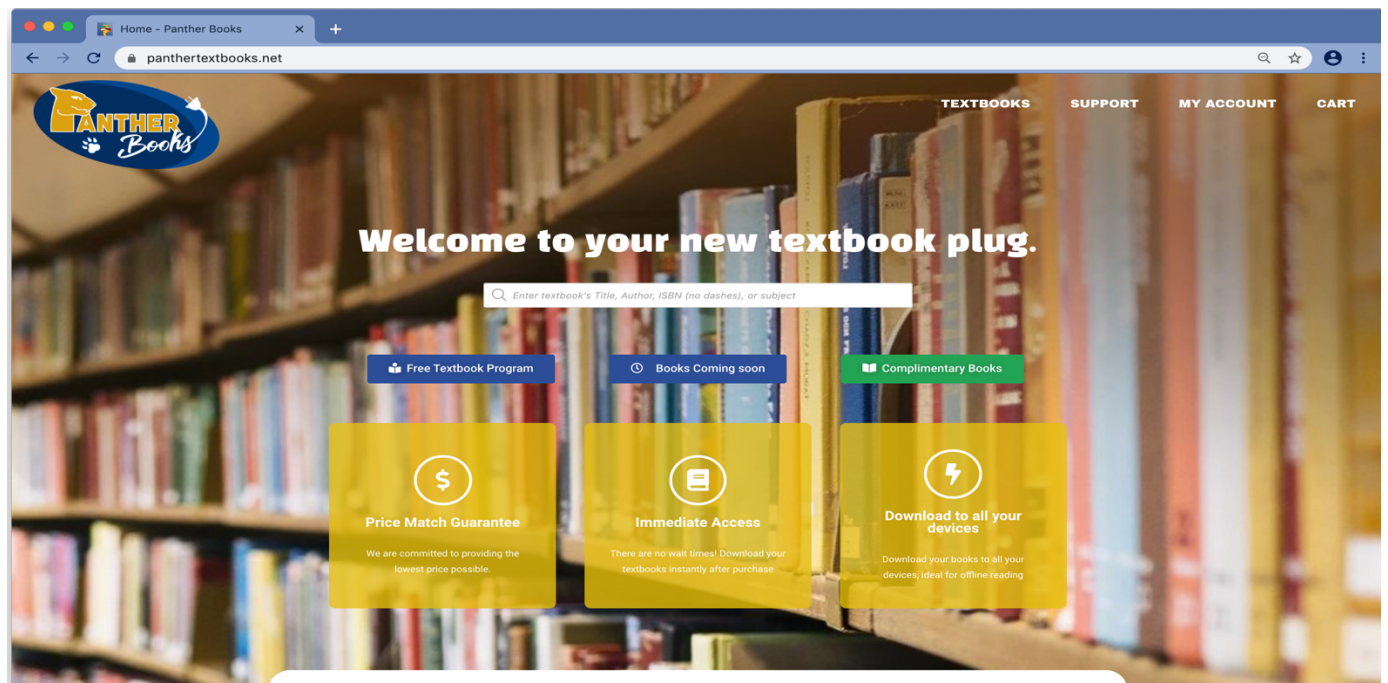 Home - Panther Books
panthertextbooks.net
PANTHER
Books
TEXTBOOKS SUPPORT MY ACCOUNT CART
Welcome to your new textbook plug.
Enter textbook's Title, Author, ISBN (no dashes), or subject
Free Textbook Program
Books Coming soon
Complimentary Books
$
Price Match Guarantee
We are committed to providing the
lowest price possible.
Immediate Access
There are no wait times! Download your
textbooks instantly after purchase
Download to all your
devices
Download your books to all your
devices, ideal for offline reading